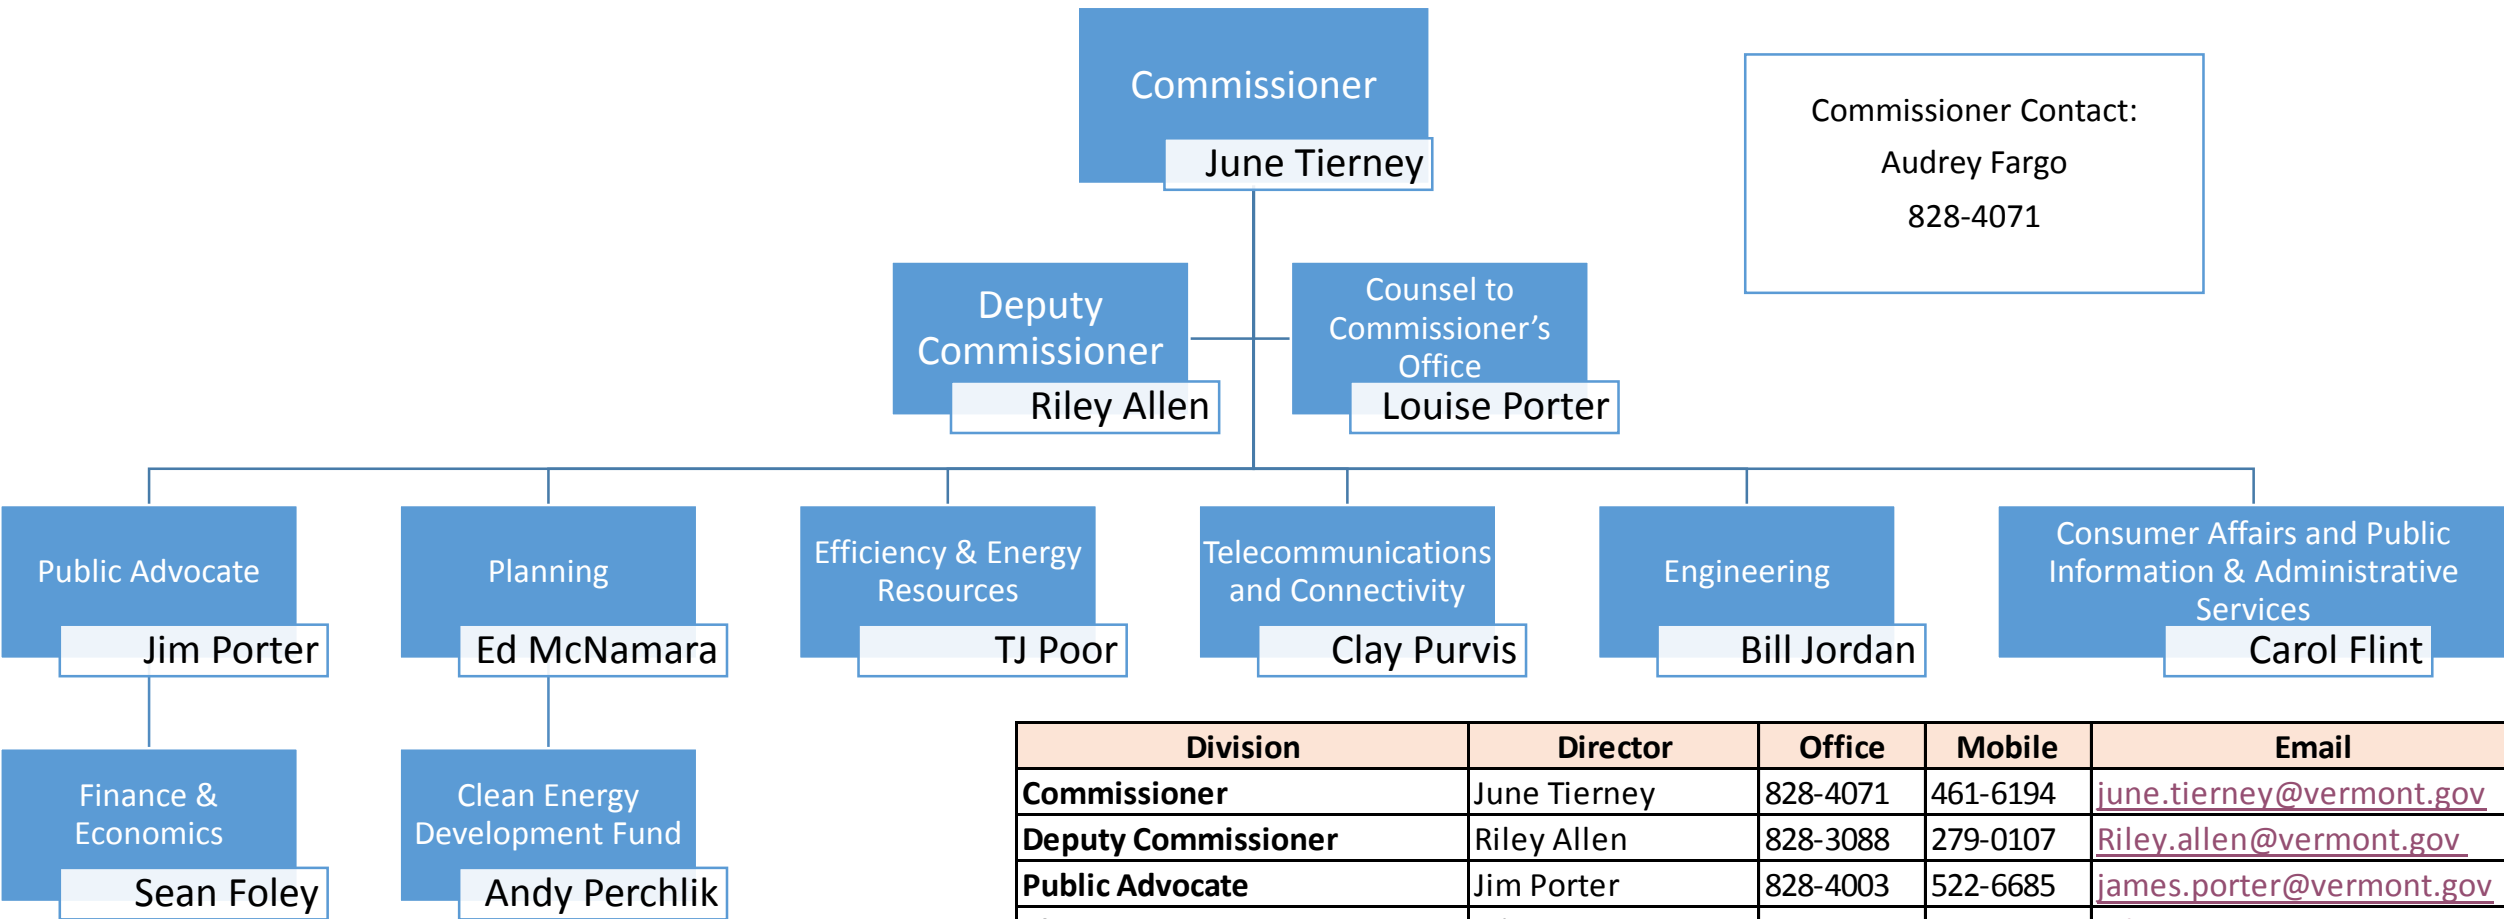 Commissioner
June Tierney
Commissioner Contact:
Audrey Fargo
828-4071
Deputy
Commissioner
Riley Allen
Counsel to
Commissioner’s
Office
Louise Porter
Public Advocate
Jim Porter
Planning
Ed McNamara
Efficiency & Energy
Resources
TJ Poor
Telecommunications
and Connectivity
Clay Purvis
Engineering
Bill Jordan
Consumer Affairs and Public
Information & Administrative
Services
Carol Flint
Finance &
Economics
Sean Foley
Clean Energy
Development Fund
Andy Perchlik
Division Director Office Mobile Email
Commissioner June Tierney 828-4071 461-6194 june.tierney@vermont.gov
Deputy Commissioner Riley Allen 828-3088 279-0107 Riley.allen@vermont.gov
Public Advocate Jim Porter 828-4003 522-6685 james.porter@vermont.gov